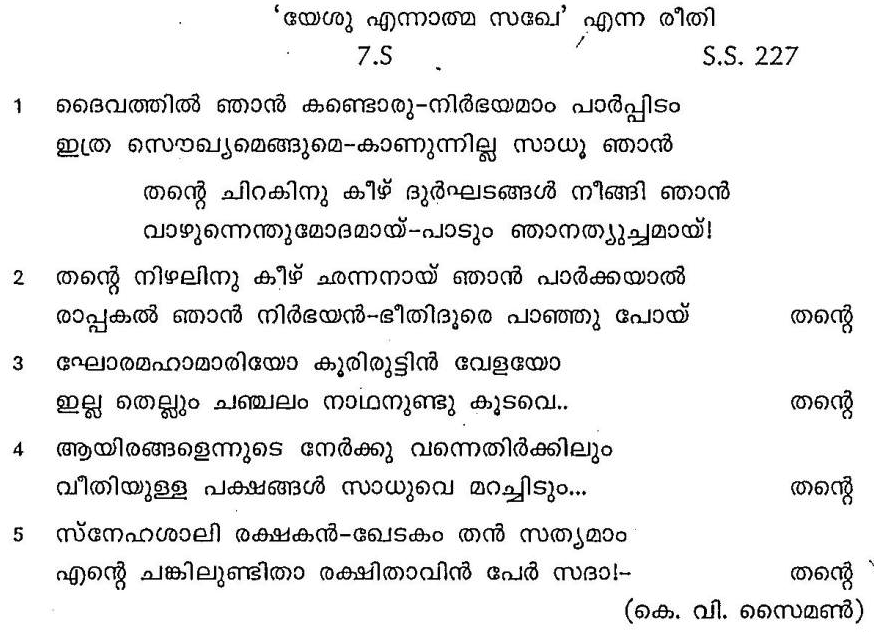 ‘യേശു എന്നാത്മ സഖേ’ എന്ന രീതി
7.S S.S. 227
1 ദൈവത്തിൽ ഞാൻ കണ്ടൊരു-നിർഭയമാം പാർപ്പിടം
ഇത്ര സൌഖ്യമെങ്ങുമെ-കാണുന്നില്ല സാധൂ ഞാൻ
തന്റെ ചിറകിനു കീഴ് ദുർഘടങ്ങൾ നീങ്ങി ഞാൻ
വാഴുന്നെന്തുമോദമായ്-പാടും ഞാനത്യുച്ചമായ്!
2 തന്റെ നിഴലിനു കീഴ് ഛന്നനായ് ഞാൻ പാർക്കയാൽ
രാപ്പകൽ ഞാൻ നിർഭയൻ-ഭീതിദൂരെ പാഞ്ഞു പോയ് തന്റെ
3 ഘോരമഹാമാരിയോ കൂരിരുട്ടിൻ വേളയോ
ഇല്ല തെല്ലും ചഞ്ചലം നാഥനുണ്ടു കൂടവെ.. തന്റെ
4 ആയിരങ്ങളെന്നുടെ നേർക്കു വന്നെതിർക്കിലും
വീതിയുള്ള പക്ഷങ്ങൾ സാധുവെ മറച്ചിടും... തന്റെ
5 സ്നേഹശാലി രക്ഷകൻ-ഖേടകം തൻ സത്യമാം
എന്റെ ചങ്കിലുണ്ടിതാ രക്ഷിതാവിൻ പേർ സദാ!- തന്റെ
(കെ. വി. സൈമൺ)